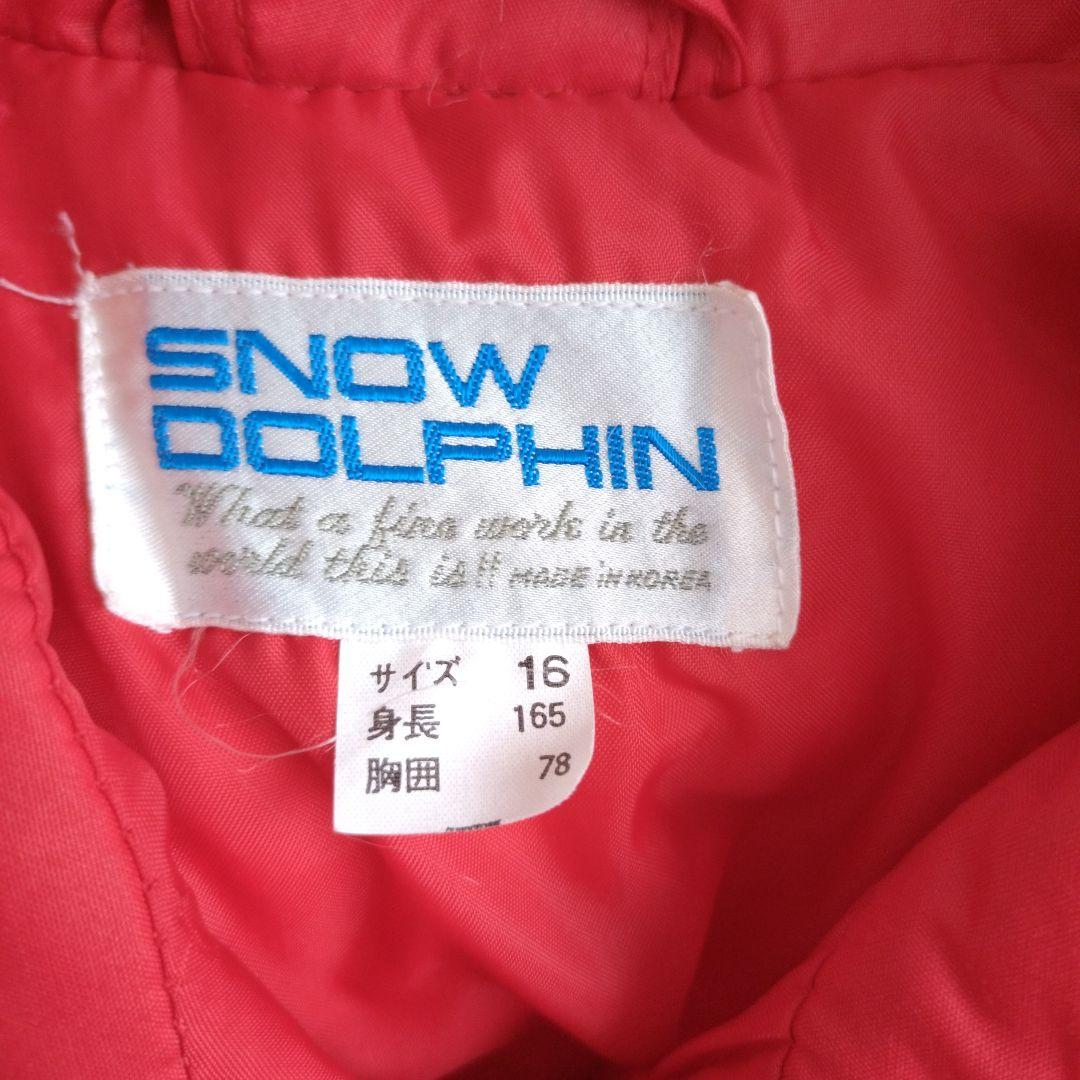 SNOW
DOLPHIN
"What a fine work in the
world this is!! MADE IN KOREA
サイズ 16
身長 165
胸囲 78